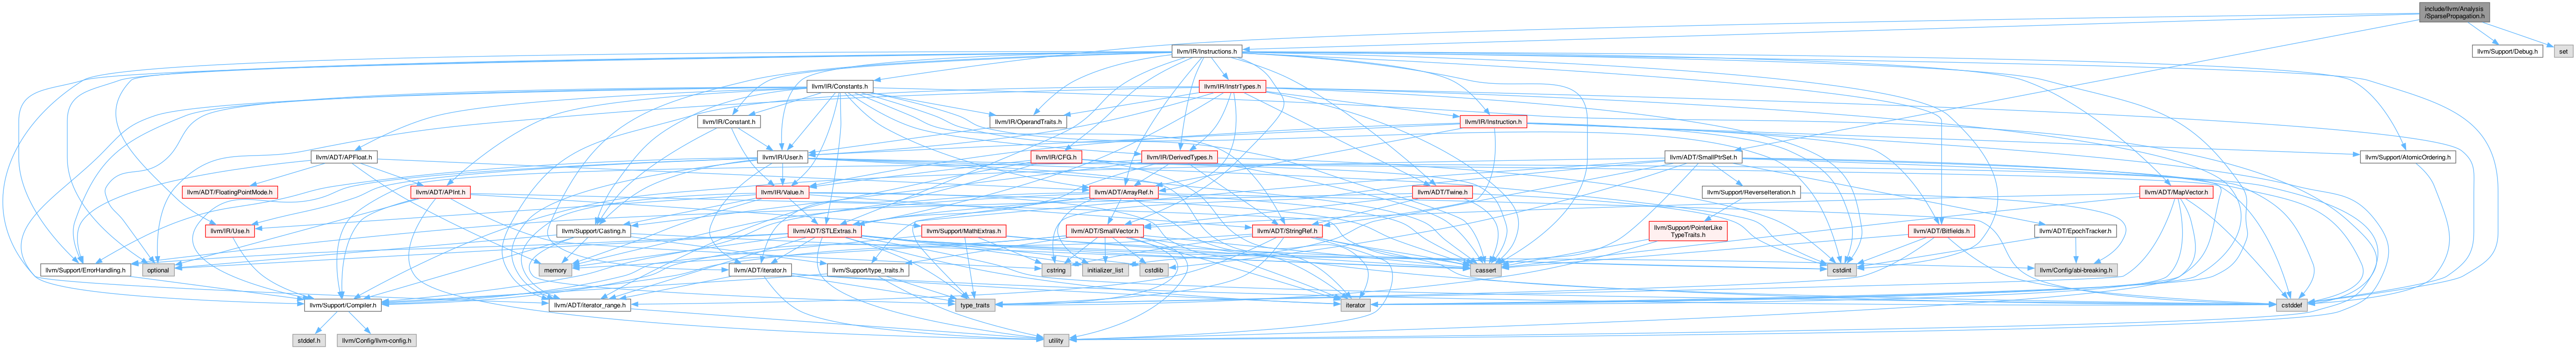 include/llvm/Analysis
/SparsePropagation.h
llvm/IR/Instructions.h
llvm/Support/Debug.h
set
llvm/IR/Constants.h
llvm/IR/InstrTypes.h
llvm/IR/Constant.h
llvm/IR/OperandTraits.h
llvm/IR/Instruction.h
llvm/ADT/APFloat.h
llvm/IR/User.h
llvm/IR/CFG.h
llvm/IR/DerivedTypes.h
llvm/ADT/SmallPtrSet.h
llvm/Support/AtomicOrdering.h
llvm/ADT/FloatingPointMode.h
llvm/ADT/APInt.h
llvm/IR/Value.h
llvm/ADT/ArrayRef.h
llvm/ADT/Twine.h
llvm/Support/ReverseIteration.h
llvm/ADT/MapVector.h
llvm/IR/Use.h
llvm/Support/Casting.h
llvm/ADT/STLExtras.h
llvm/Support/MathExtras.h
llvm/ADT/SmallVector.h
llvm/ADT/StringRef.h
llvm/Support/PointerLike
TypeTraits.h
llvm/ADT/Bitfields.h
llvm/ADT/EpochTracker.h
llvm/Support/ErrorHandling.h
optional
memory
llvm/ADT/iterator.h
llvm/Support/type_traits.h
cstring
initializer_list
cstdlib
cassert
cstdint
llvm/Config/abi-breaking.h
llvm/Support/Compiler.h
llvm/ADT/iterator_range.h
type_traits
iterator
cstddef
stddef.h
llvm/Config/llvm-config.h
utility